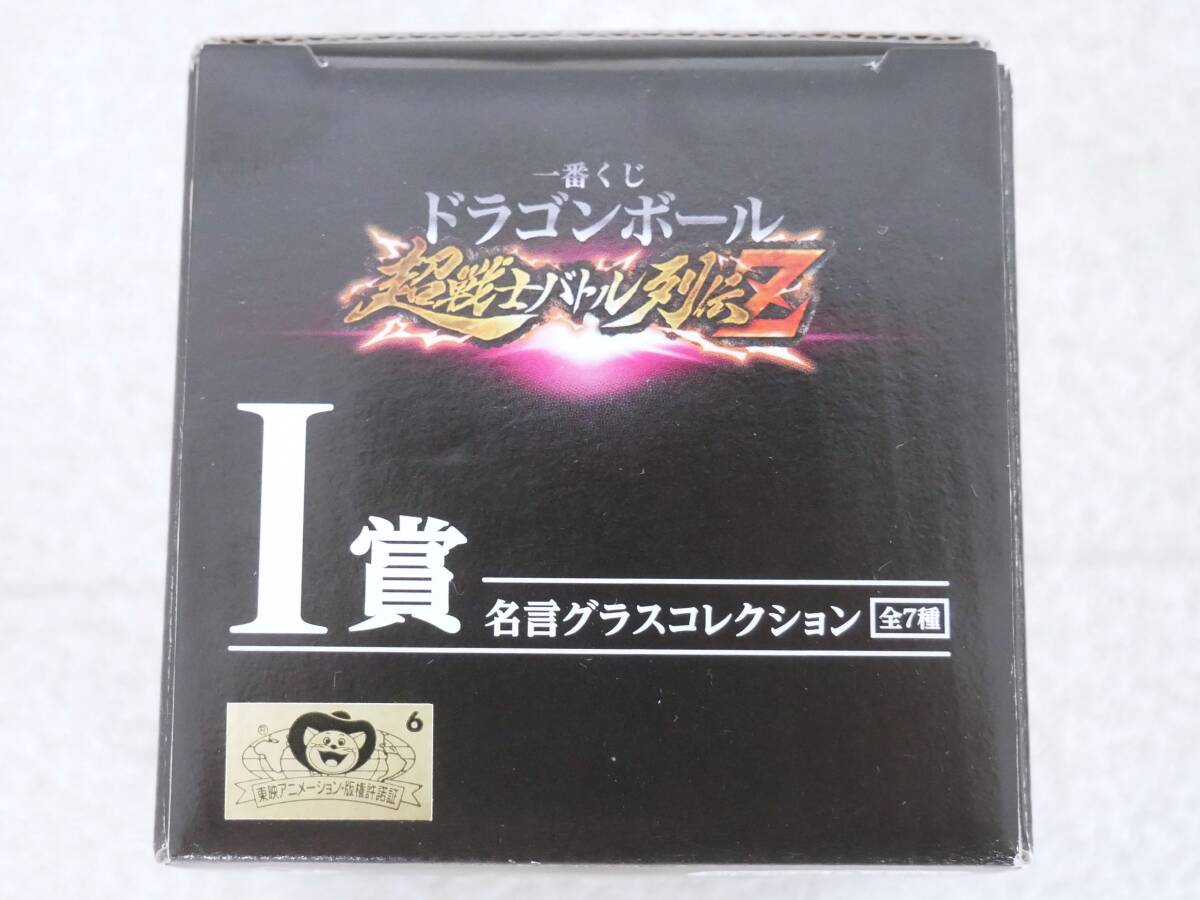 一番くじ
ドラゴンボール
超戦士バトル列伝Z
I賞
名言グラスコレクション 全7種
6
®
東映アニメーション・版権許諾証